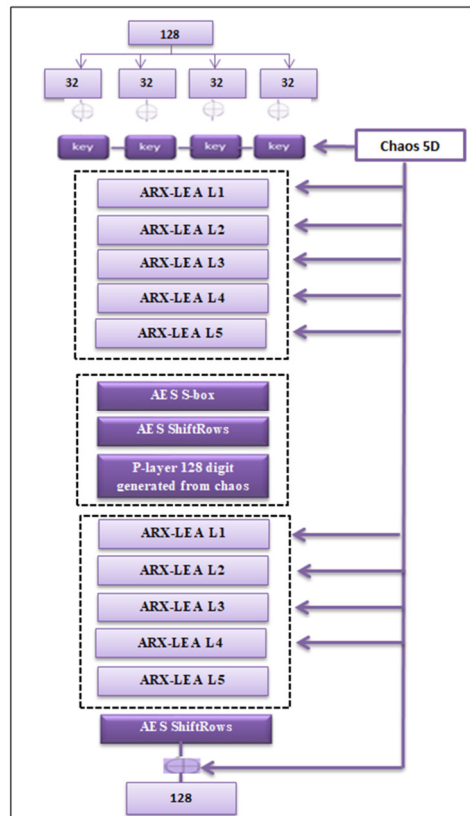 128
32 32 32 32
key key key key
Chaos 5D
ARX-LEA L1
ARX-LEA L2
ARX-LEA L3
ARX-LEA L4
ARX-LEA L5
AES S-box
AES ShiftRows
P-layer 128 digit
generated from chaos
ARX-LEA L1
ARX-LEA L2
ARX-LEA L3
ARX-LEA L4
ARX-LEA L5
AES ShiftRows
128